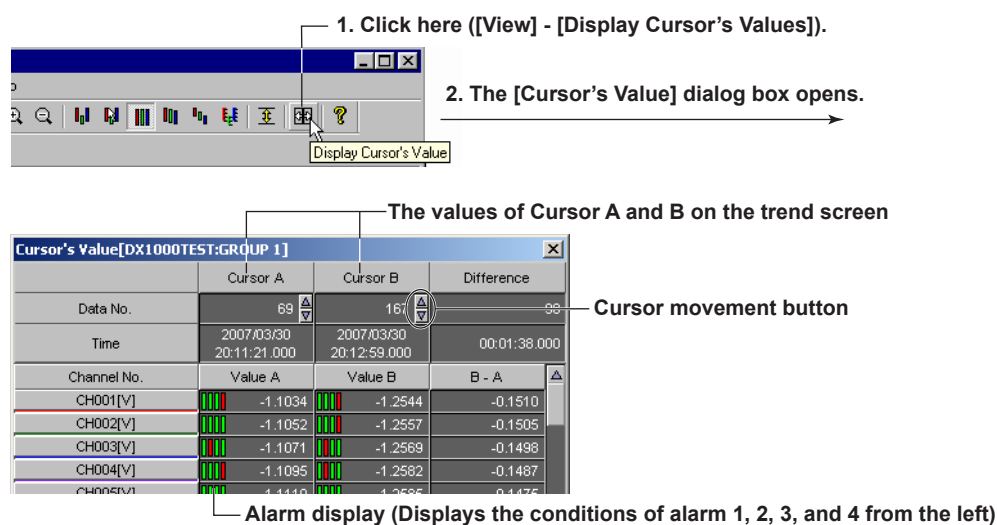 1. Click here ([View] - [Display Cursor's Values]).
2. The [Cursor's Value] dialog box opens.
Display Cursor's Value
The values of Cursor A and B on the trend screen
Cursor's Value[DX1000TEST:GROUP 1]
Cursor A Cursor B Difference
Data No. 69 167 98
Cursor movement button
Time 2007/03/30 20:11:21.000 2007/03/30 20:12:59.000 00:01:38.000
Channel No. Value A Value B B - A
CH001[V] -1.1034 -1.2544 -0.1510
CH002[V] -1.1052 -1.2557 -0.1505
CH003[V] -1.1071 -1.2569 -0.1498
CH004[V] -1.1095 -1.2582 -0.1487
CH005[V]
Alarm display (Displays the conditions of alarm 1, 2, 3, and 4 from the left)